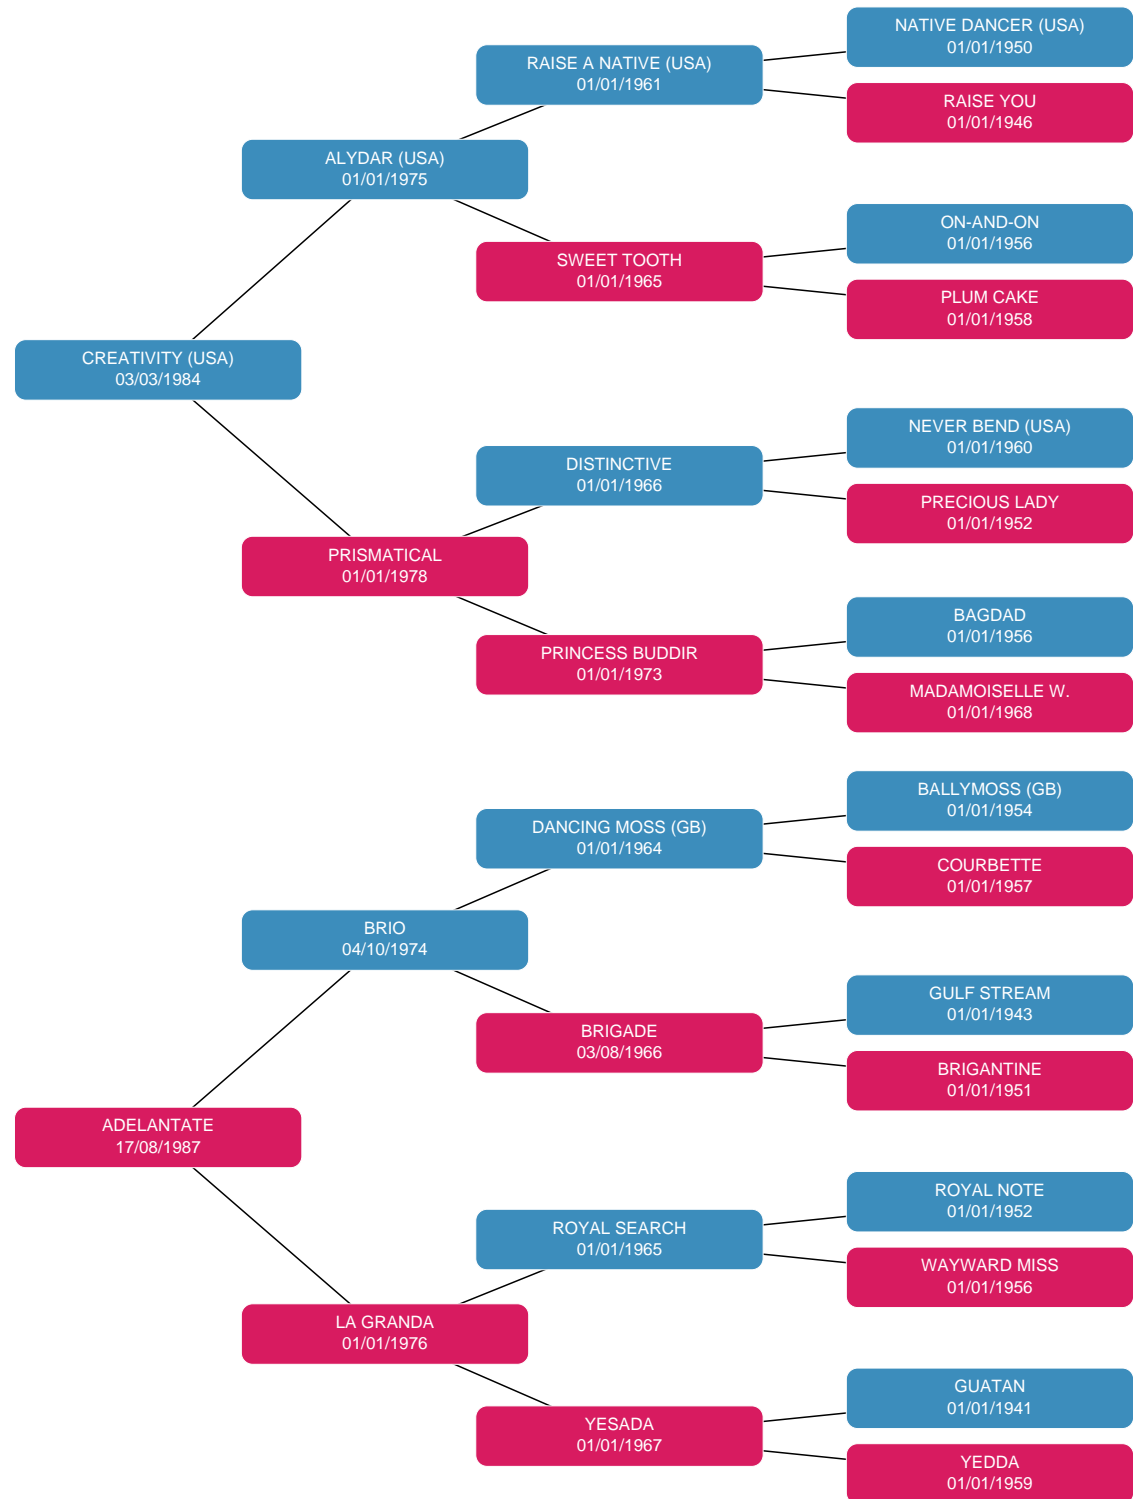 NATIVE DANCER (USA)
01/01/1950
RAISE A NATIVE (USA)
01/01/1961
RAISE YOU
01/01/1946
ALYDAR (USA)
01/01/1975
ON-AND-ON
01/01/1956
SWEET TOOTH
01/01/1965
PLUM CAKE
01/01/1958
CREATIVITY (USA)
03/03/1984
NEVER BEND (USA)
01/01/1960
DISTINCTIVE
01/01/1966
PRECIOUS LADY
01/01/1952
PRISMATICAL
01/01/1978
BAGDAD
01/01/1956
PRINCESS BUDDIR
01/01/1973
MADAMOISELLE W.
01/01/1968
BALLYMOSS (GB)
01/01/1954
DANCING MOSS (GB)
01/01/1964
COURBETTE
01/01/1957
BRIO
04/10/1974
GULF STREAM
01/01/1943
BRIGADE
03/08/1966
BRIGANTINE
01/01/1951
ADELANTATE
17/08/1987
ROYAL NOTE
01/01/1952
ROYAL SEARCH
01/01/1965
WAYWARD MISS
01/01/1956
LA GRANDA
01/01/1976
GUATAN
01/01/1941
YESADA
01/01/1967
YEDDA
01/01/1959